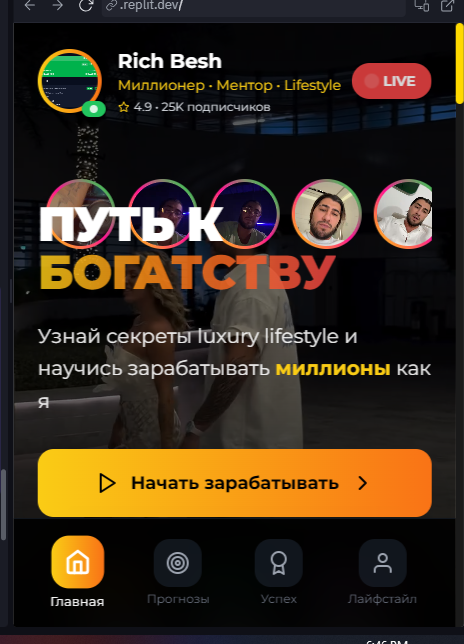 .replit.dev/
Rich Besh
Миллионер • Ментор • Lifestyle
LIVE
4.9 • 25K подписчиков
ПУТЬ К
БОГАТСТВУ
Узнай секреты luxury lifestyle и
научись зарабатывать миллионы как
я
Начать зарабатывать
Главная
Прогнозы
Успех
Лайфстайл